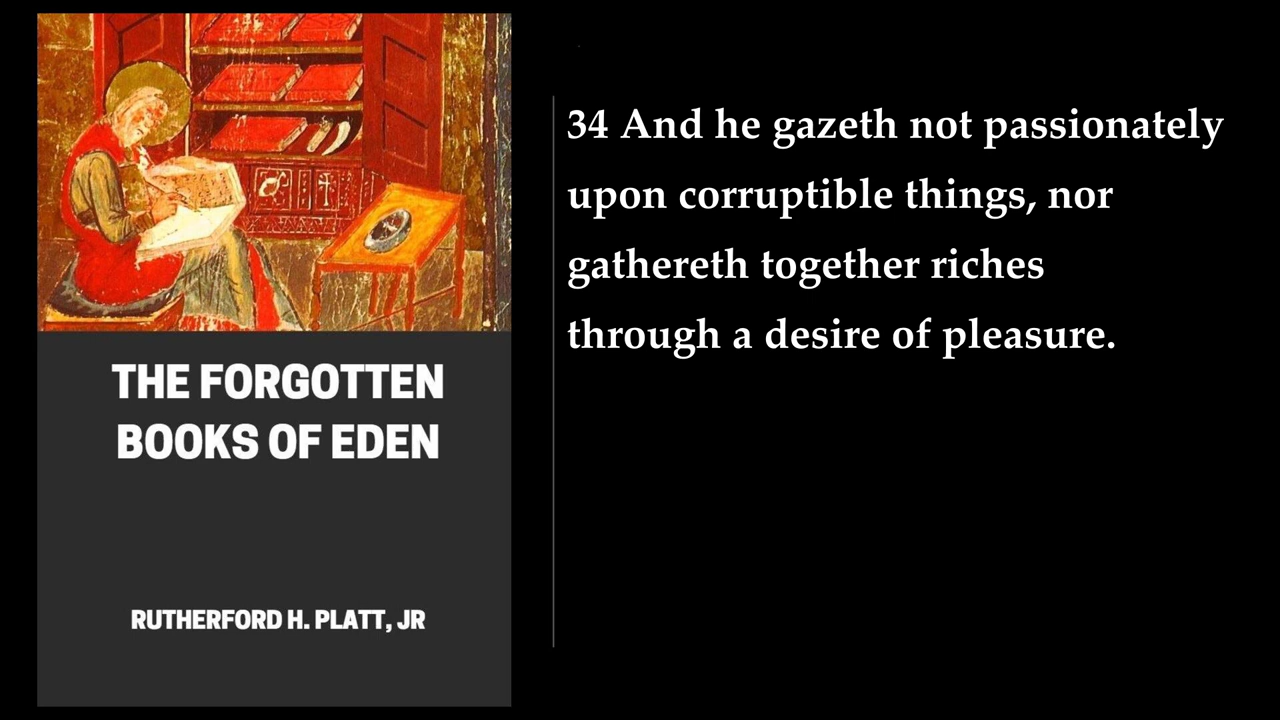 THE FORGOTTEN
BOOKS OF EDEN
RUTHERFORD H. PLATT, JR
34 And he gazeth not passionately
upon corruptible things, nor
gathereth together riches
through a desire of pleasure.